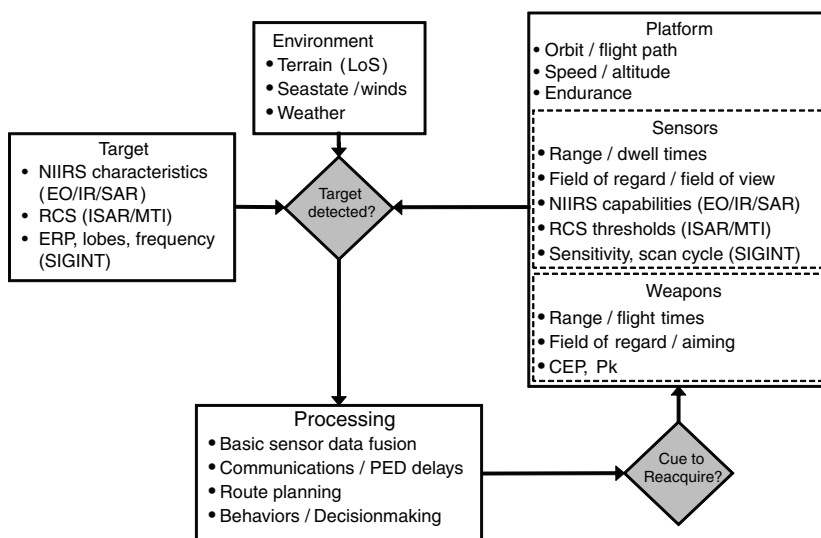 Environment
• Terrain (LoS)
• Seastate / winds
• Weather
Platform
• Orbit / flight path
• Speed / altitude
• Endurance
Sensors
• Range / dwell times
• Field of regard / field of view
• NIIRS capabilities (EO/IR/SAR)
• RCS thresholds (ISAR/MTI)
• Sensitivity, scan cycle (SIGINT)
Weapons
• Range / flight times
• Field of regard / aiming
• CEP, Pk
Target
• NIIRS characteristics
(EO/IR/SAR)
• RCS (ISAR/MTI)
• ERP, lobes, frequency
(SIGINT)
Target
detected?
Processing
• Basic sensor data fusion
• Communications / PED delays
• Route planning
• Behaviors / Decisionmaking
Cue to
Reacquire?